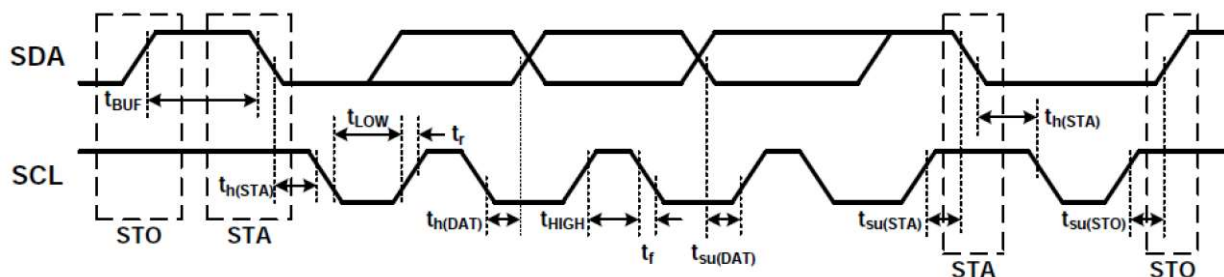 SDA
t_BUF
t_LOW
t_r
t_h(STA)
SCL
t_h(STA)
t_h(DAT)
t_HIGH
t_f
t_su(DAT)
t_su(STA)
t_su(STO)
STO
STA
STA
STO